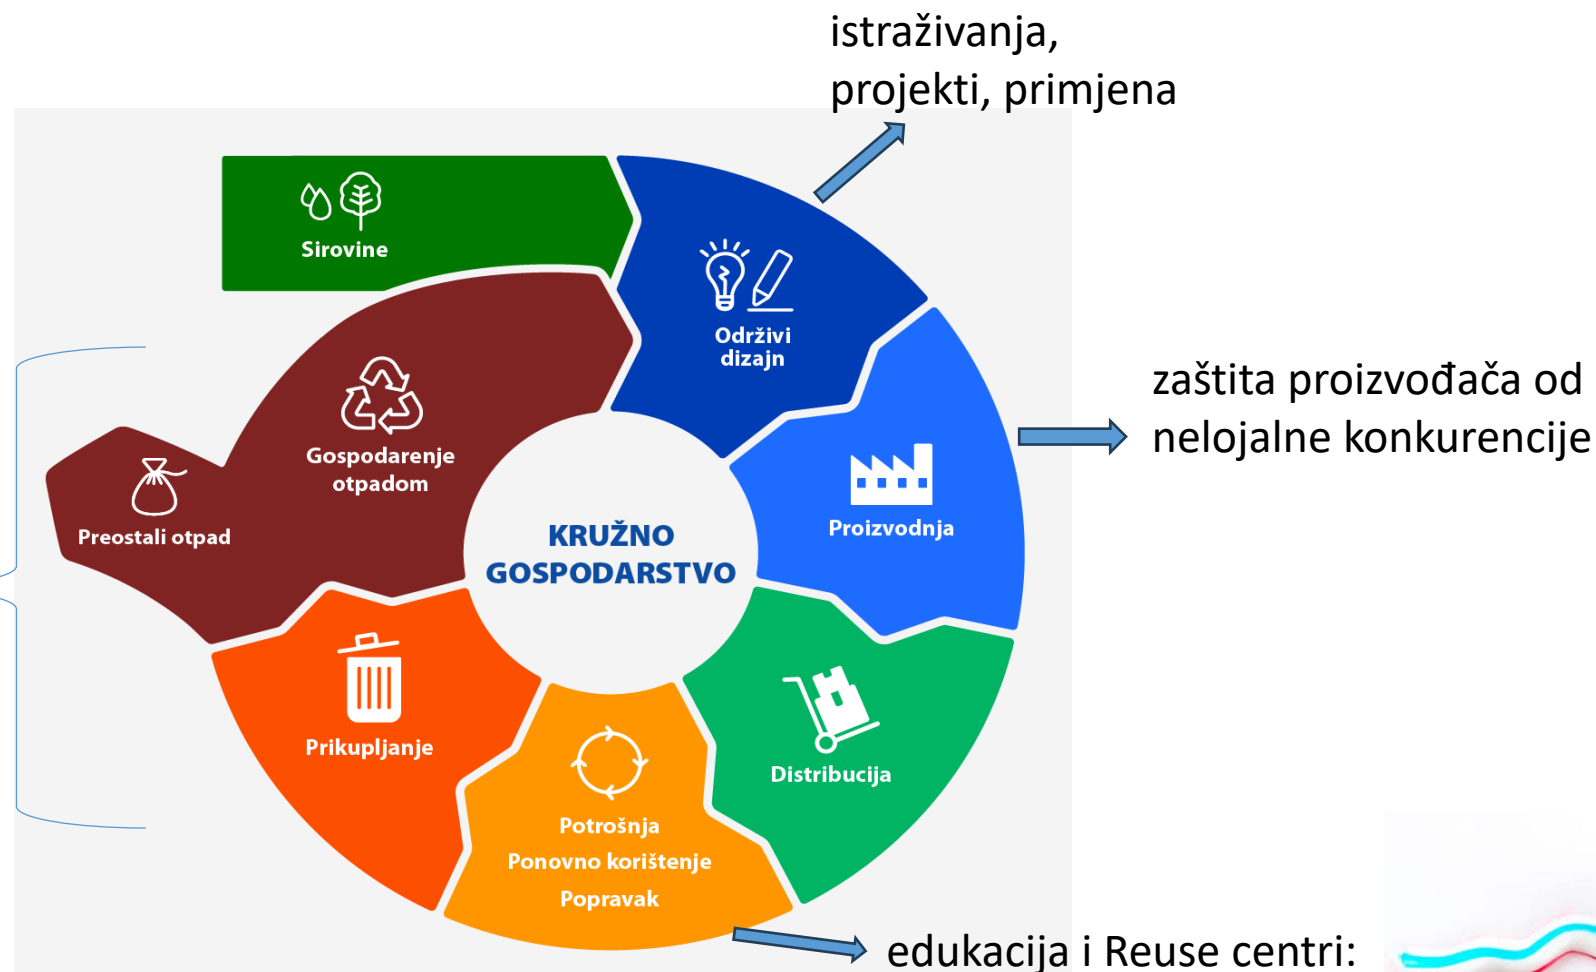 istraživanja,
projekti, primjena
Sirovine
Održivi
dizajn
zaštita proizvođača od
nelojalne konkurencije
Gospodarenje
otpadom
Preostali otpad
KRUŽNO
GOSPODARSTVO
Proizvodnja
Prikupljanje
Distribucija
Potrošnja
Ponovno korištenje
Popravak
edukacija i Reuse centri: